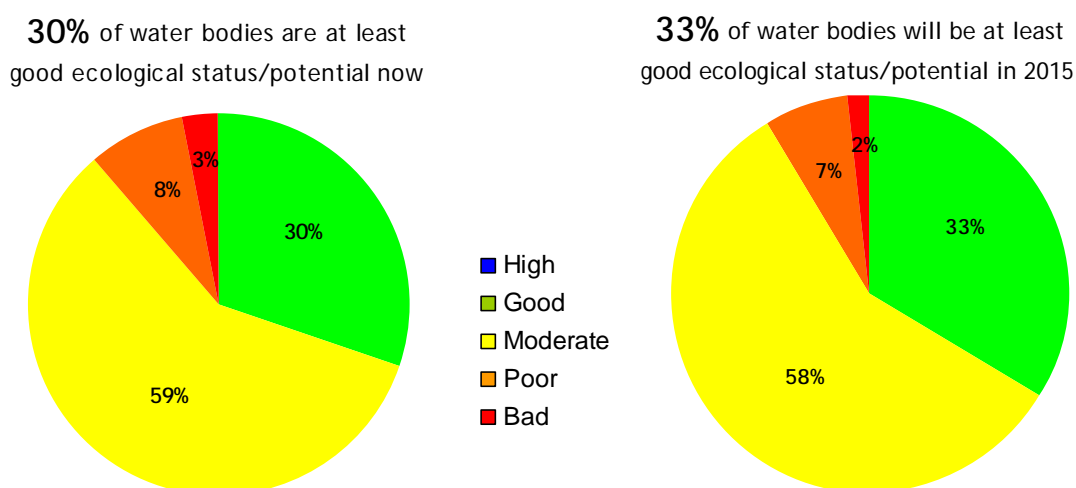 30% of water bodies are at least
good ecological status/potential now
3%
8%
30%
59%
High
Good
Moderate
Poor
Bad
33% of water bodies will be at least
good ecological status/potential in 2015
2%
7%
33%
58%